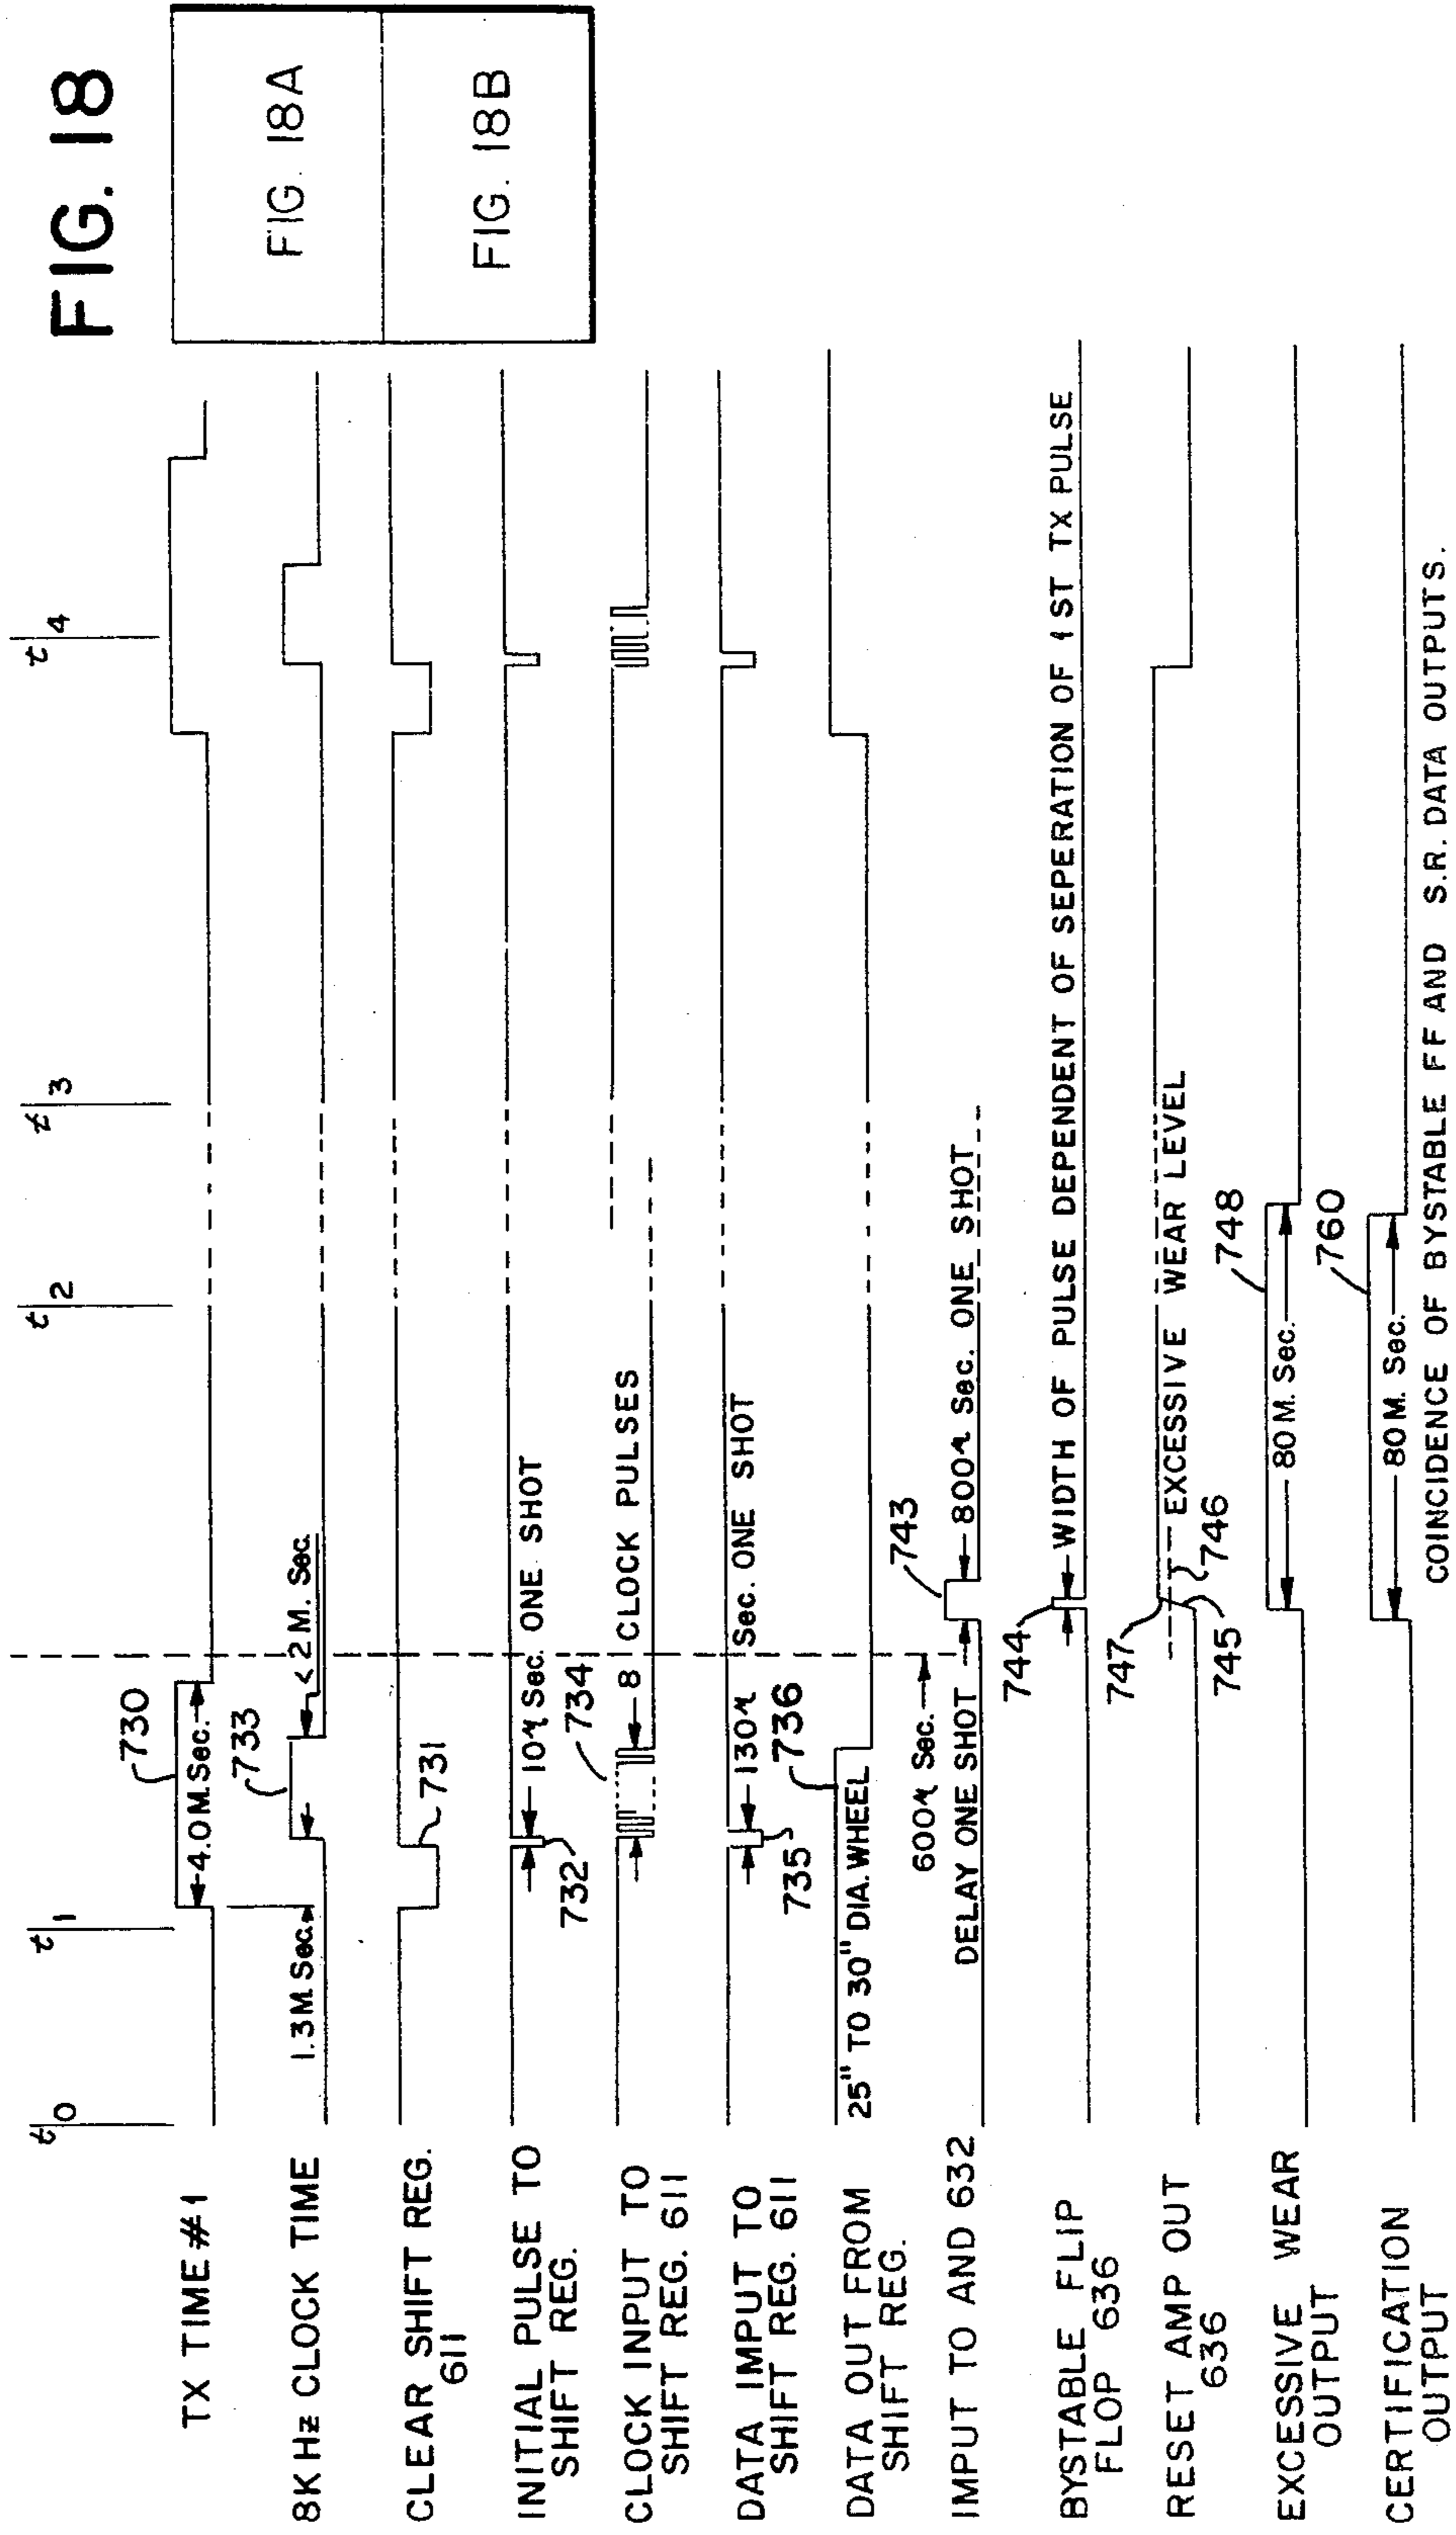 FIG. 18
FIG. 18A
FIG. 18B
t0
t1
t2
t3
t4
TX TIME #1
730
4.0 M. Sec.
8K Hz CLOCK TIME
1.3 M Sec.
733
<2 M. Sec.
CLEAR SHIFT REG.
611
731
INITIAL PULSE TO
SHIFT REG.
732
10 Sec. ONE SHOT
CLOCK INPUT TO
SHIFT REG. 611
734
8 CLOCK PULSES
DATA IMPUT TO
SHIFT REG. 611
735
130 Sec. ONE SHOT
DATA OUT FROM
SHIFT REG.
25" TO 30" DIA. WHEEL
736
600 Sec.
DELAY ONE SHOT
IMPUT TO AND 632
743
800 Sec. ONE SHOT
BYSTABLE FLIP
FLOP 636
744
WIDTH OF PULSE DEPENDENT OF SEPERATION OF 1ST TX PULSE
RESET AMP OUT
636
747
745
746
EXCESSIVE WEAR LEVEL
EXCESSIVE WEAR
OUTPUT
80 M. Sec.
748
CERTIFICATION
OUTPUT
80 M. Sec.
760
COINCIDENCE OF BYSTABLE FF AND S.R. DATA OUTPUTS.